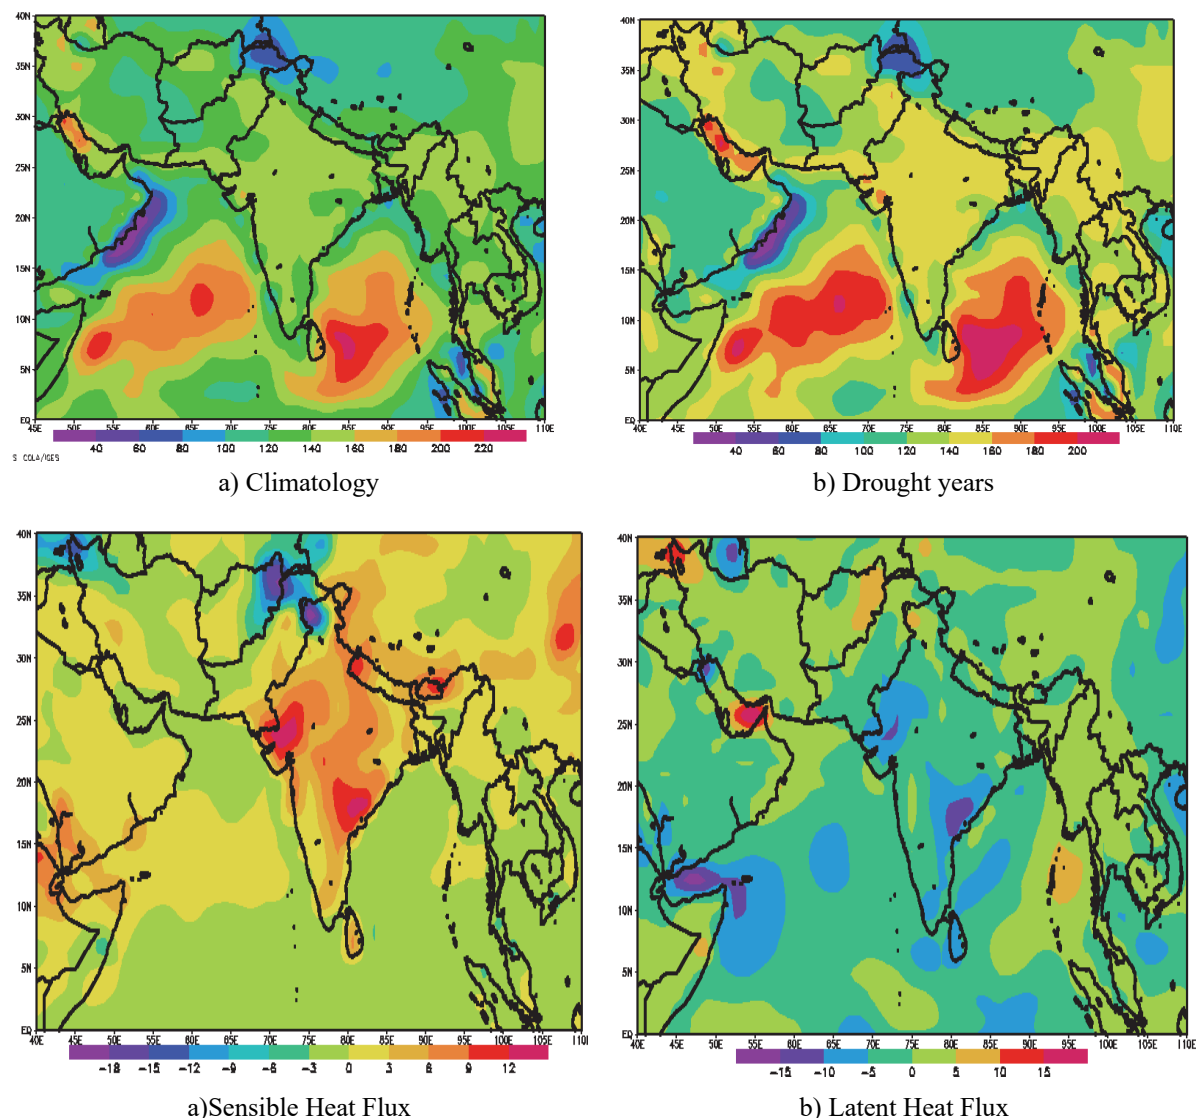 40N
35N
30N
25N
20N
15N
10N
5N
EQ
45E 50E 55E 60E 65E 70E 75E 80E 85E 90E 95E 100E 105E 110E
40 60 80 100 120 140 160 180 200 220
S COLA/IGES
a) Climatology
40N
35N
30N
25N
20N
15N
10N
5N
EQ
40E 45E 50E 55E 60E 65E 70E 75E 80E 85E 90E 95E 100E 105E 110E
40 60 80 100 120 140 160 180 200
b) Drought years
40N
35N
30N
25N
20N
15N
10N
5N
EQ
40E 45E 50E 55E 60E 65E 70E 75E 80E 85E 90E 95E 100E 105E 110E
-18 -15 -12 -9 -6 -3 0 3 6 9 12
a)Sensible Heat Flux
40N
35N
30N
25N
20N
15N
10N
5N
EQ
40E 45E 50E 55E 60E 65E 70E 75E 80E 85E 90E 95E 100E 105E 110E
-15 -10 -5 0 5 10 15
b) Latent Heat Flux